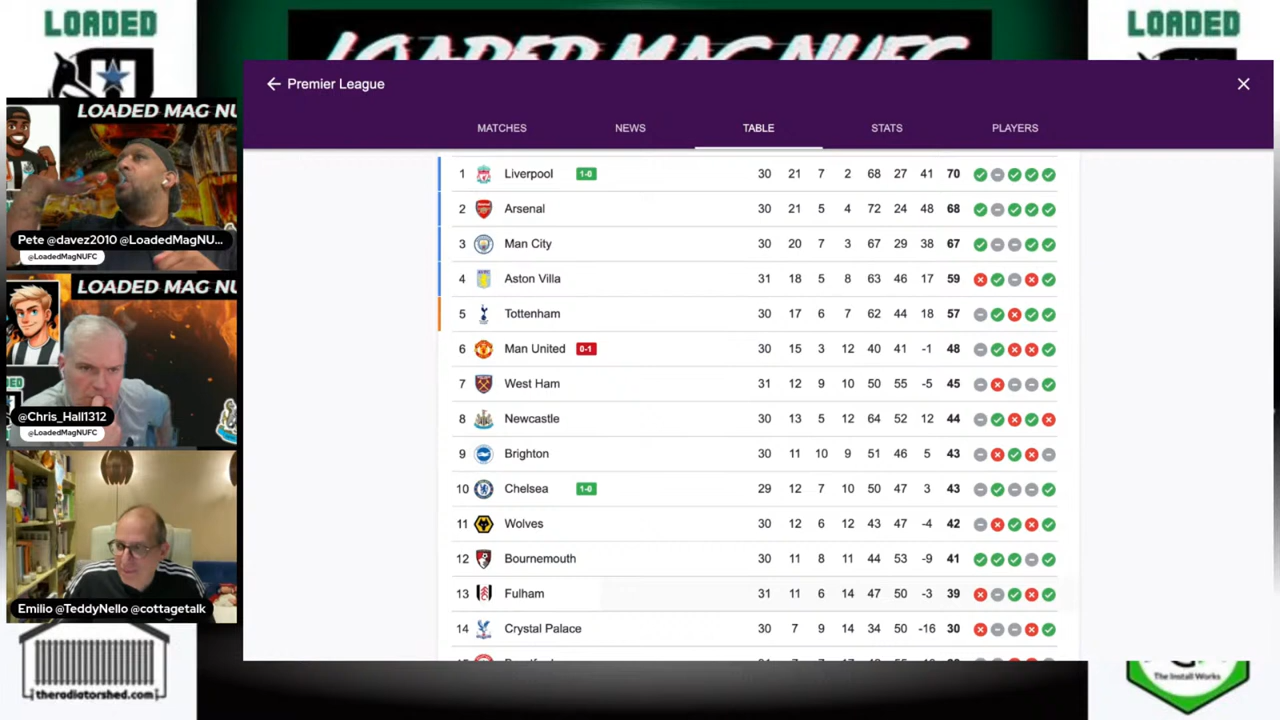 LOADED
LOADED MAG NUFC
LOADED
Premier League
MATCHES NEWS TABLE STATS PLAYERS
1 Liverpool 1-0 30 21 7 2 68 27 41 70
2 Arsenal 30 21 5 4 72 24 48 68
3 Man City 30 20 7 3 67 29 38 67
4 Aston Villa 31 18 5 8 63 46 17 59
5 Tottenham 30 17 6 7 62 44 18 57
6 Man United 0-1 30 15 3 12 40 41 -1 48
7 West Ham 31 12 9 10 50 55 -5 45
8 Newcastle 30 13 5 12 64 52 12 44
9 Brighton 30 11 10 9 51 46 5 43
10 Chelsea 1-0 29 12 7 10 50 47 3 43
11 Wolves 30 12 6 12 43 47 -4 42
12 Bournemouth 30 11 8 11 44 53 -9 41
13 Fulham 31 11 6 14 47 50 -3 39
14 Crystal Palace 30 7 9 14 34 50 -16 30
LOADED MAG NU
Pete @davez2010 @LoadedMagNU...
@LoadedMagNUFC
LOADED MAG NU
@Chris_Hall1312
@LoadedMagNUFC
Emilio @TeddyNello @cottagetalk
theradiatorshed.com
The Install Works